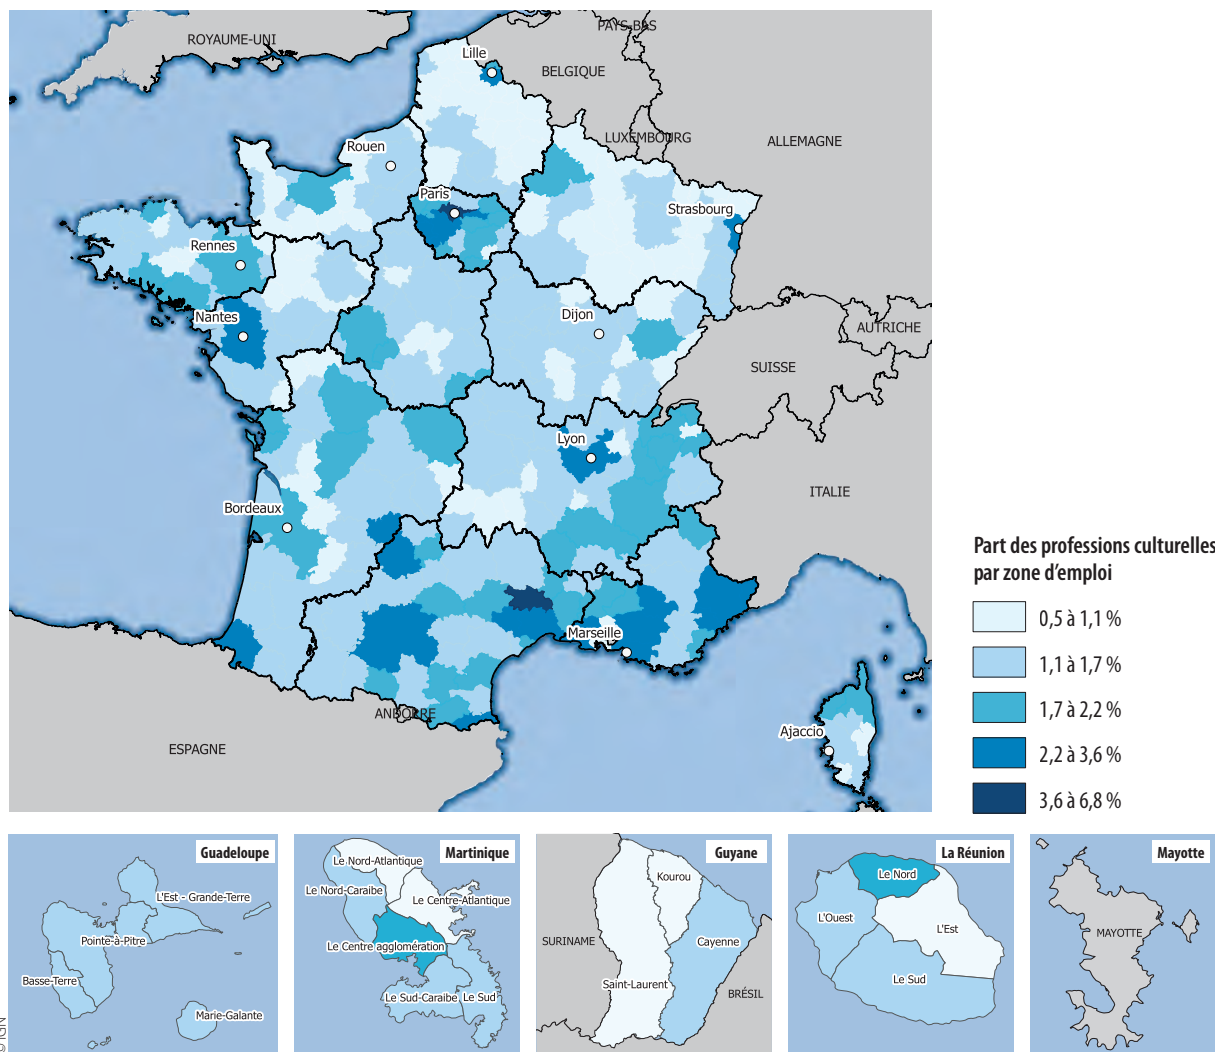 ROYAUME-UNI
PAYS-BAS
Lille
BELGIQUE
LUXEMBOURG
ALLEMAGNE
Rouen
Paris
Strasbourg
Rennes
Nantes
Dijon
AUTRICHE
SUISSE
Lyon
ITALIE
Bordeaux
Marseille
ANDORRE
Ajaccio
ESPAGNE
Part des professions culturelles
par zone d’emploi
0,5 à 1,1 %
1,1 à 1,7 %
1,7 à 2,2 %
2,2 à 3,6 %
3,6 à 6,8 %
Guadeloupe
L'Est - Grande-Terre
Pointe-à-Pitre
Basse-Terre
Marie-Galante
Martinique
Le Nord-Atlantique
Le Nord-Caraibe
Le Centre-Atlantique
Le Centre agglomération
Le Sud-Caraibe
Le Sud
Guyane
Kourou
SURINAME
Cayenne
Saint-Laurent
BRÉSIL
La Réunion
Le Nord
L'Ouest
L'Est
Le Sud
Mayotte
MAYOTTE
© IGN